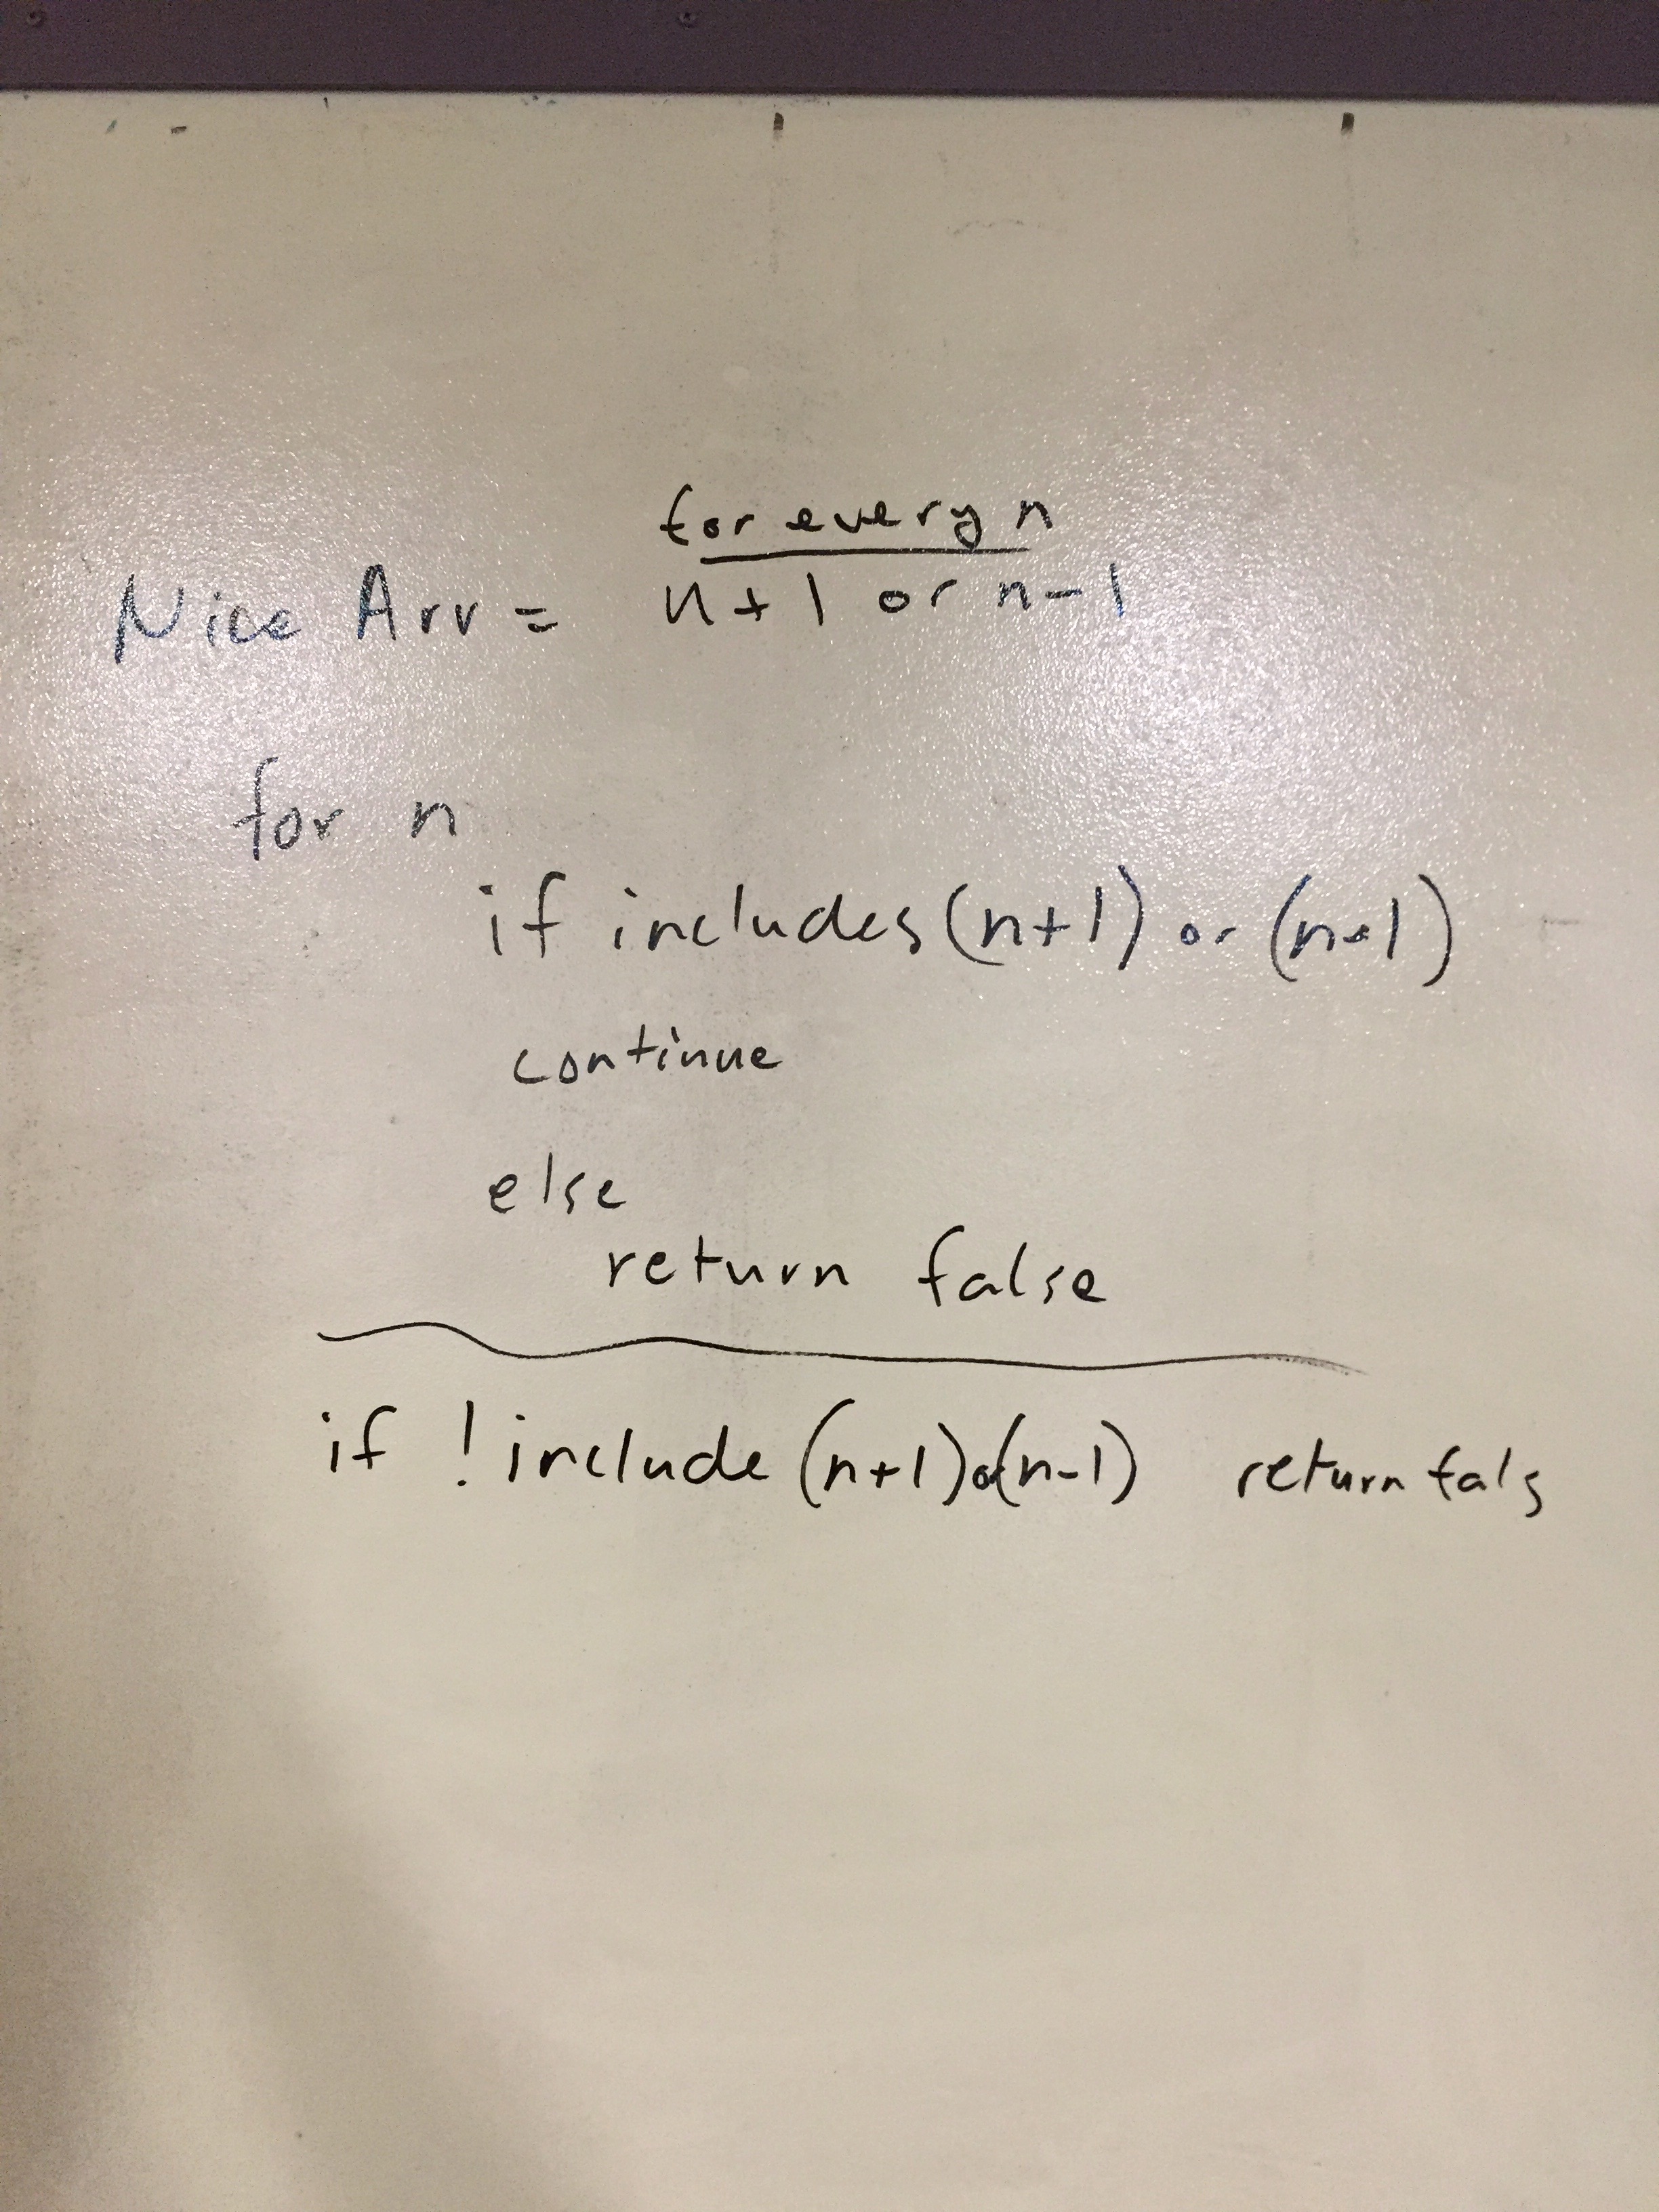 for every n
Nice Arr = n+1 or n-1
for n
if includes (n+1) or (n-1)
continue
else
return false
if ! include (n+1) or (n-1) return fals